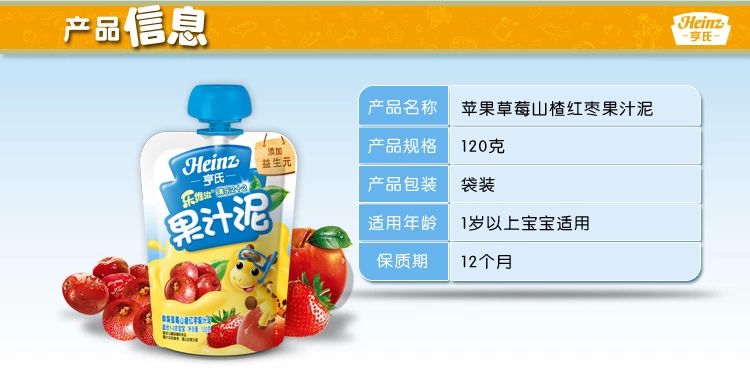 产品信息
Heinz
亨氏
产品名称 苹果草莓山楂红枣果汁泥
产品规格 120克
产品包装 袋装
适用年龄 1岁以上宝宝适用
保质期 12个月
添加
益生元
Heinz
亨氏
乐维滋
果汁泥